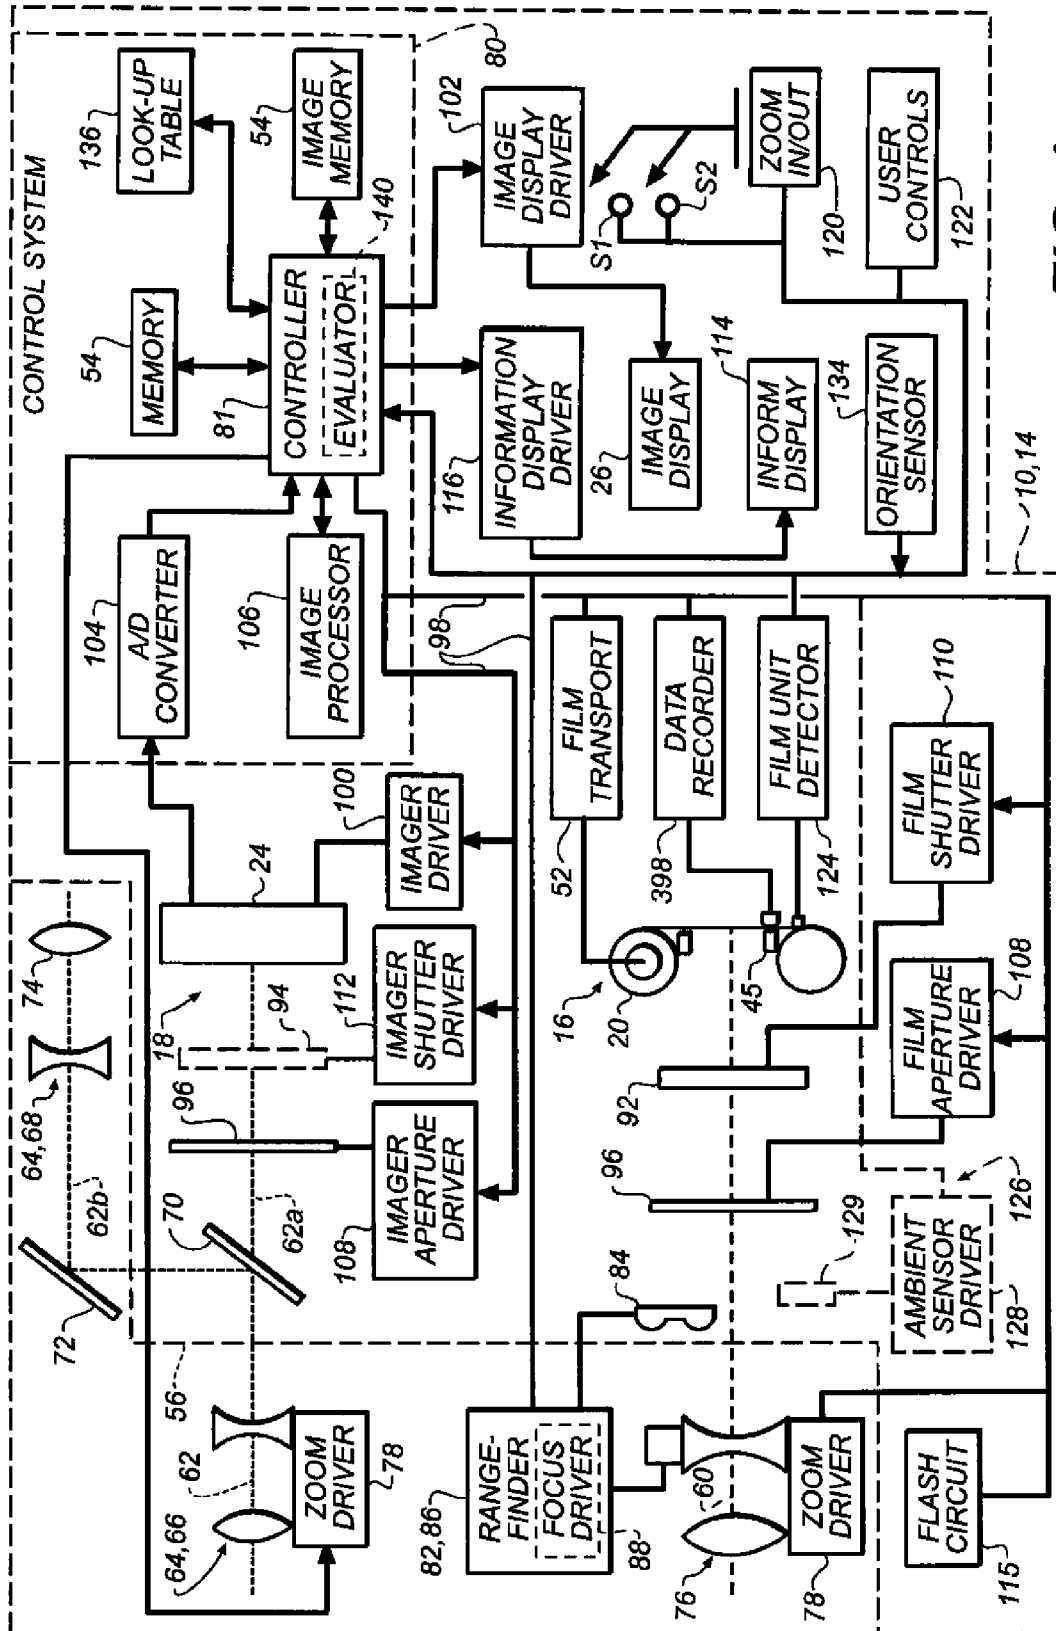 CONTROL SYSTEM
136
LOOK-UP
TABLE
54
IMAGE
MEMORY
80
54
MEMORY
81
CONTROLLER
EVALUATOR
140
104
A/D
CONVERTER
106
IMAGE
PROCESSOR
98
102
IMAGE
DISPLAY
DRIVER
116
INFORMATION
DISPLAY
DRIVER
26
IMAGE
DISPLAY
114
INFORM
DISPLAY
S1
S2
ZOOM
IN/OUT
120
USER
CONTROLS
122
134
ORIENTATION
SENSOR
10,14
74
64,68
62b
72
70
62a
96
18
94
24
100
IMAGER
DRIVER
112
IMAGER
SHUTTER
DRIVER
108
IMAGER
APERTURE
DRIVER
56
62
64,66
ZOOM
DRIVER
78
FILM
TRANSPORT
52
DATA
RECORDER
398
FILM UNIT
DETECTOR
124
16
20
45
92
96
110
FILM
SHUTTER
DRIVER
108
FILM
APERTURE
DRIVER
126
129
AMBIENT
SENSOR
DRIVER
128
84
82,86
RANGE-
FINDER
FOCUS
DRIVER
88
60
76
ZOOM
DRIVER
78
FLASH
CIRCUIT
115